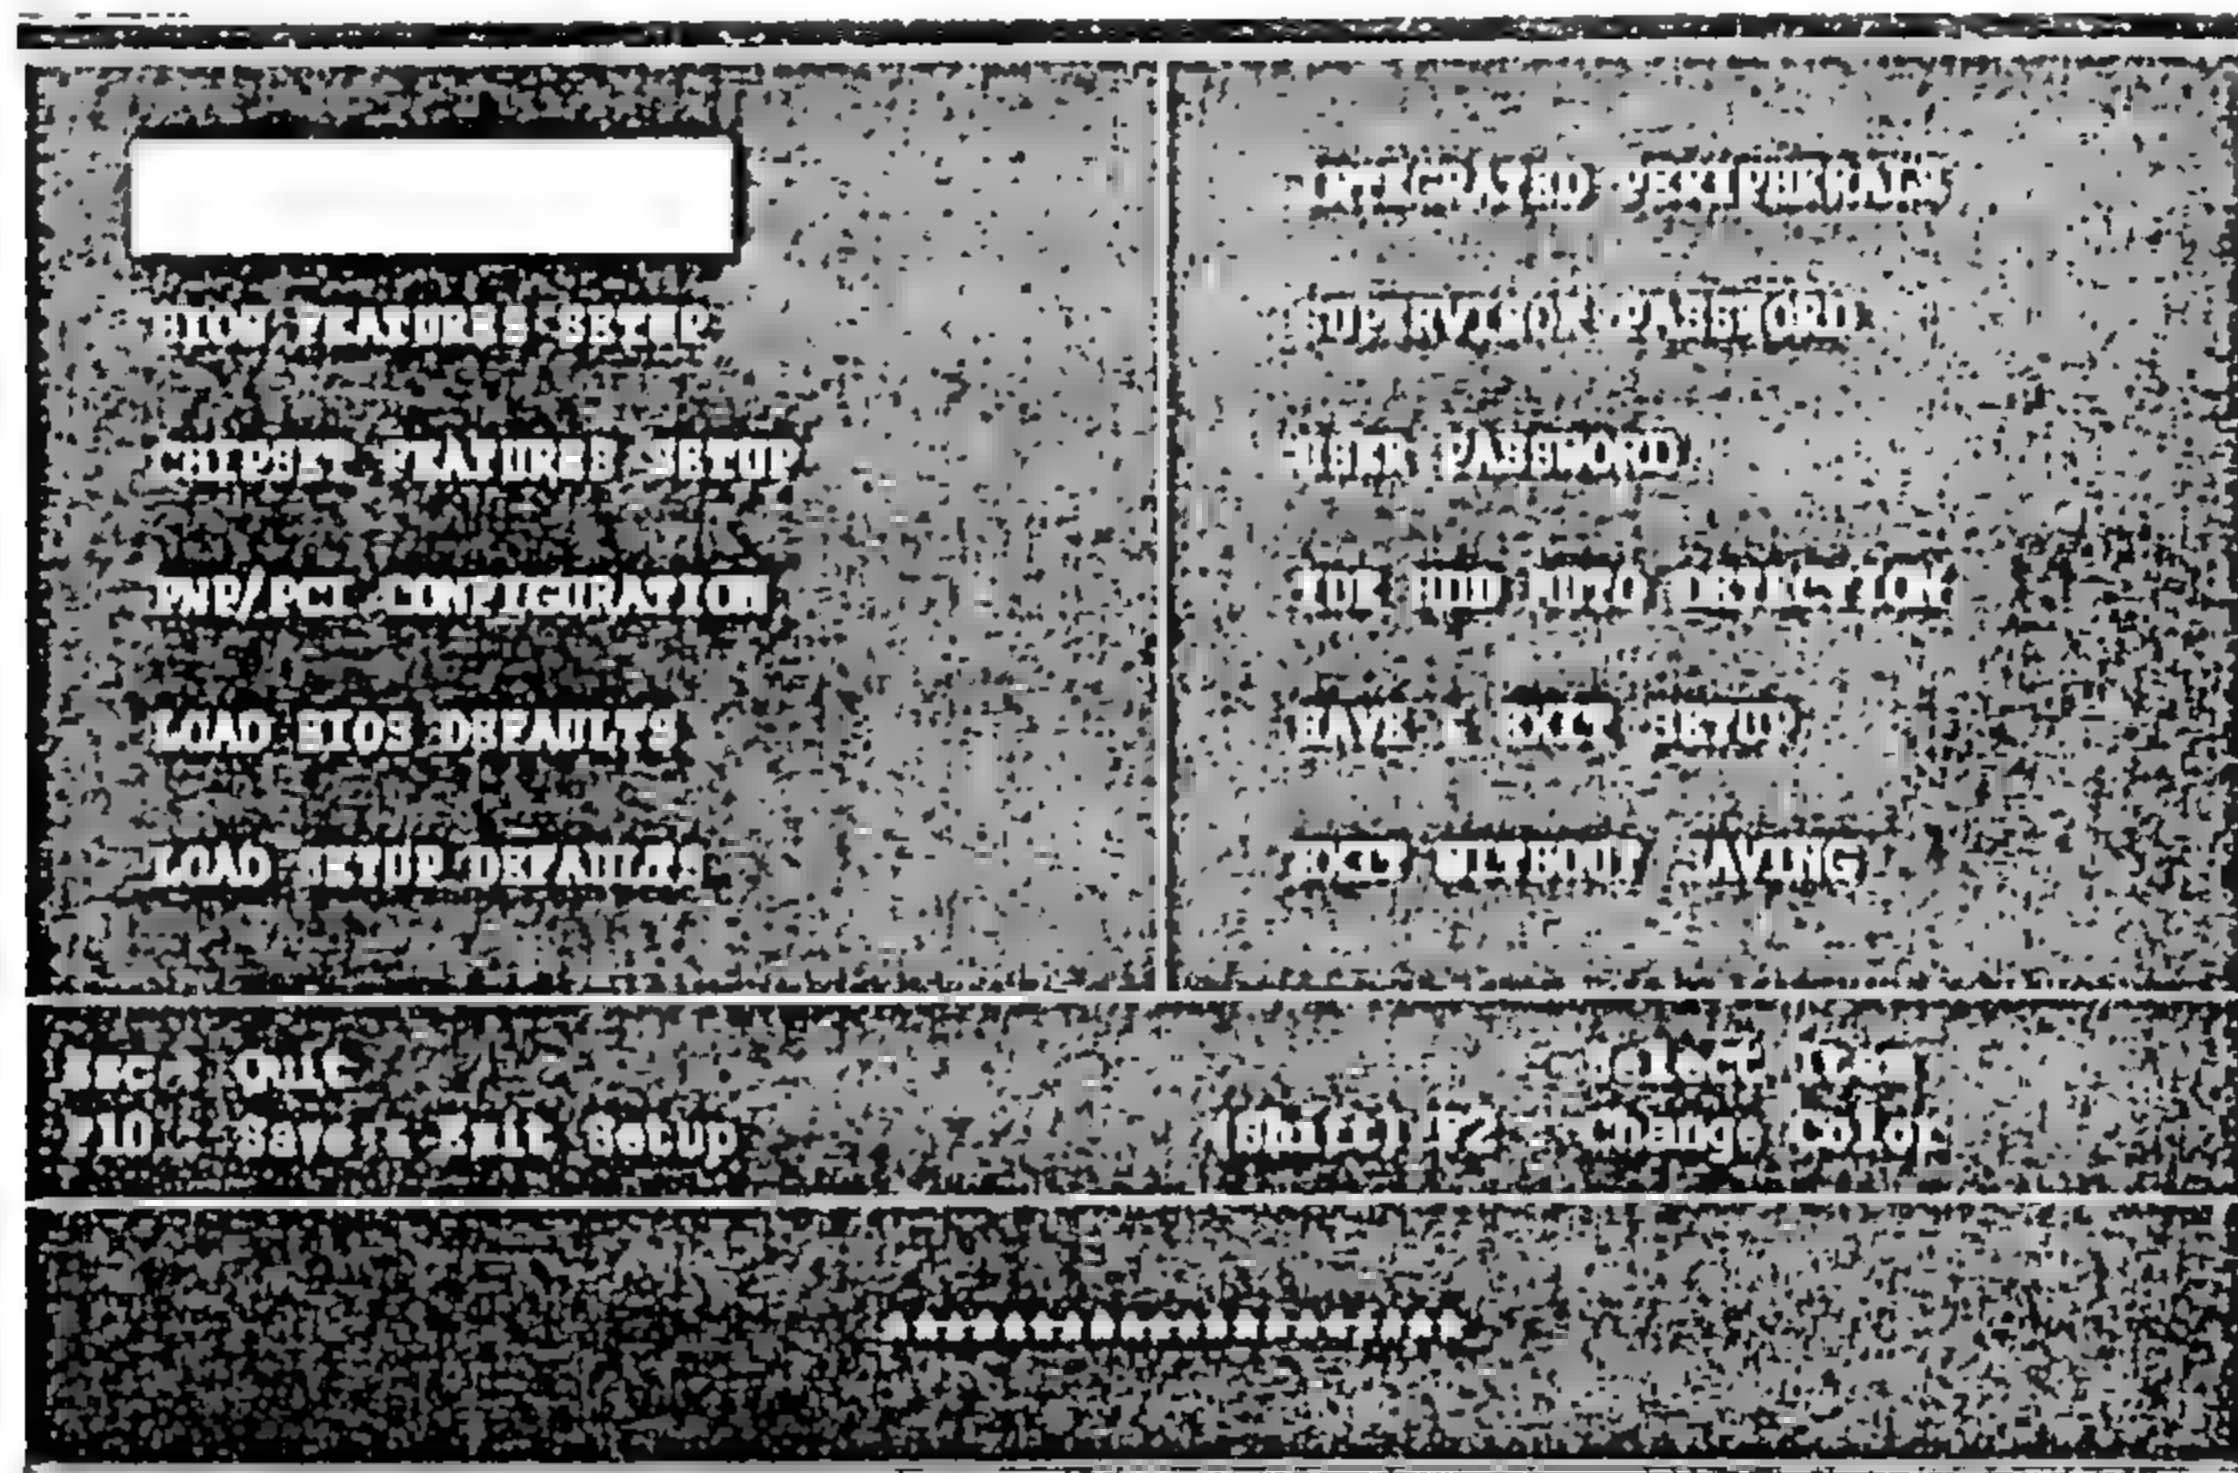 BIOS FEATURES SETUP
CHIPSET FEATURES SETUP
PNP/PCI CONFIGURATION
LOAD BIOS DEFAULTS
LOAD SETUP DEFAULTS
INTEGRATED PERIPHERALS
SUPERVISOR PASSWORD
USER PASSWORD
IDE HDD AUTO DETECTION
SAVE & EXIT SETUP
EXIT WITHOUT SAVING
Esc : Quit
F10 : Save & Exit Setup
: Select Item
(Shift) F2 : Change Color